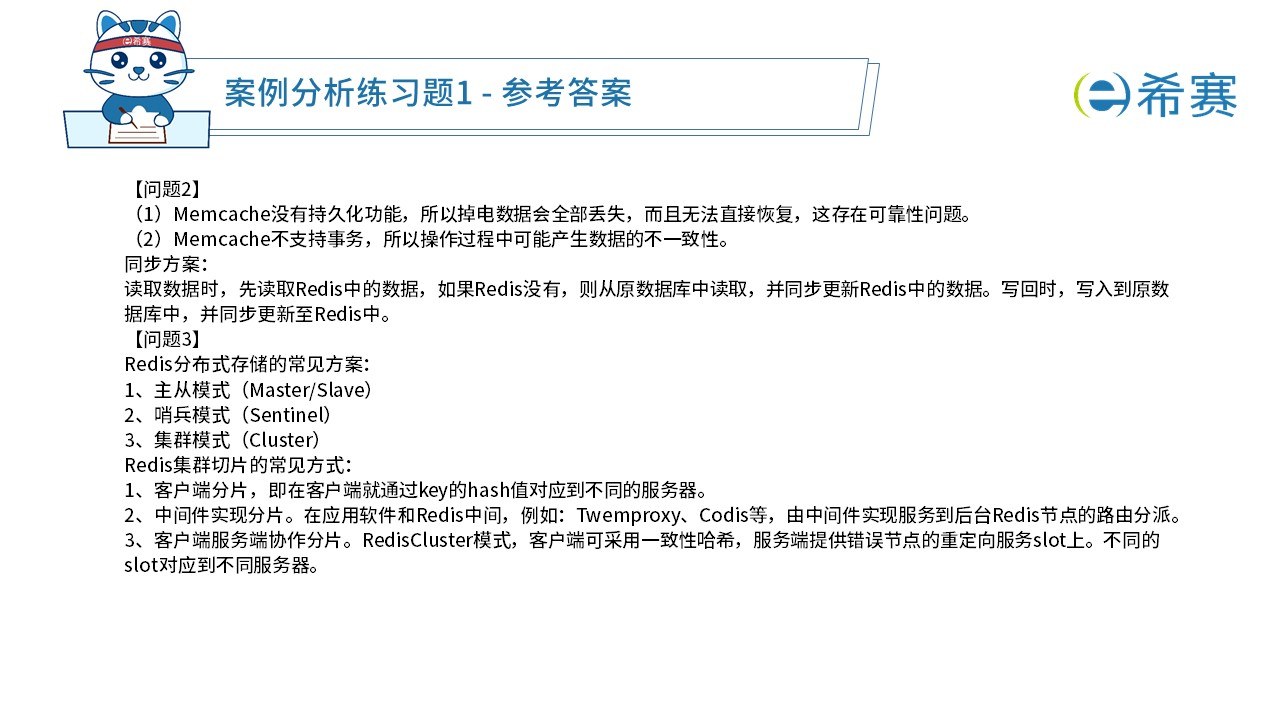 希赛
案例分析练习题1 - 参考答案
希赛
【问题2】
（1）Memcache没有持久化功能，所以掉电数据会全部丢失，而且无法直接恢复，这存在可靠性问题。
（2）Memcache不支持事务，所以操作过程中可能产生数据的不一致性。
同步方案：
读取数据时，先读取Redis中的数据，如果Redis没有，则从原数据库中读取，并同步更新Redis中的数据。写回时，写入到原数
据库中，并同步更新至Redis中。
【问题3】
Redis分布式存储的常见方案：
1、主从模式（Master/Slave）
2、哨兵模式（Sentinel）
3、集群模式（Cluster）
Redis集群切片的常见方式：
1、客户端分片，即在客户端就通过key的hash值对应到不同的服务器。
2、中间件实现分片。在应用软件和Redis中间，例如：Twemproxy、Codis等，由中间件实现服务到后台Redis节点的路由分派。
3、客户端服务端协作分片。RedisCluster模式，客户端可采用一致性哈希，服务端提供错误节点的重定向服务slot上。不同的
slot对应到不同服务器。